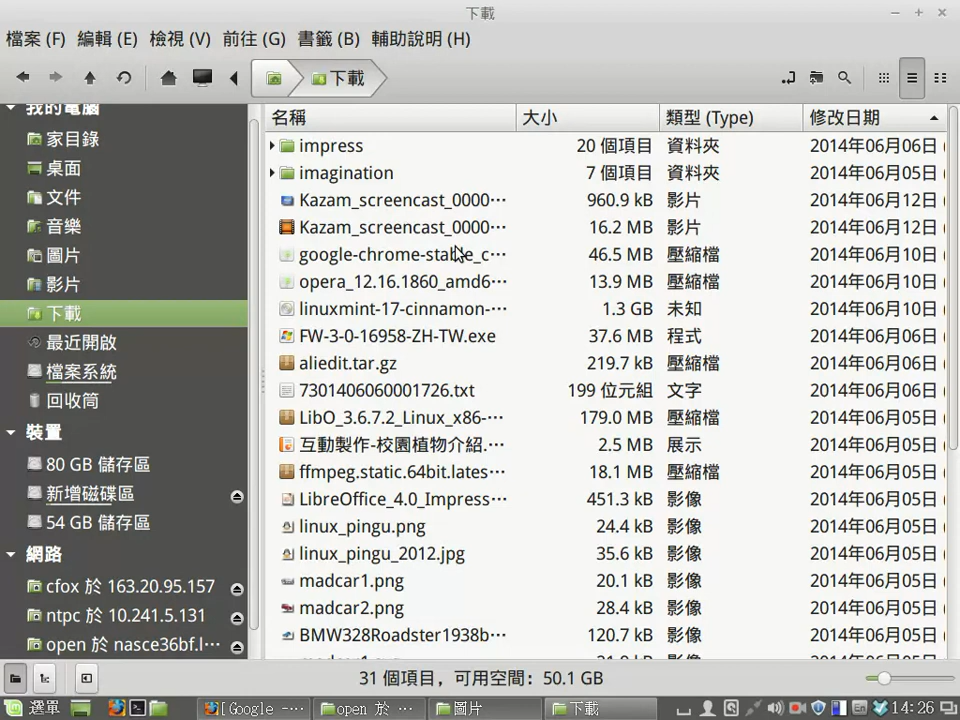 下載
檔案 (F) 編輯 (E) 檢視 (V) 前往 (G) 書籤 (B) 輔助說明 (H)
下載
我的電腦
家目錄
桌面
文件
音樂
圖片
影片
下載
最近開啟
檔案系統
回收筒
裝置
80 GB 儲存區
新增磁碟區
54 GB 儲存區
網路
cfox 於 163.20.95.157
ntpc 於 10.241.5.131
open 於 nasce36bf.l···
名稱 大小 類型 (Type) 修改日期
impress 20 個項目 資料夾 2014年06月06日 (
imagination 7 個項目 資料夾 2014年06月05日 (
Kazam_screencast_0000··· 960.9 kB 影片 2014年06月12日 (
Kazam_screencast_0000··· 16.2 MB 影片 2014年06月12日 (
google-chrome-stable_c··· 46.5 MB 壓縮檔 2014年06月10日 (
opera_12.16.1860_amd6··· 13.9 MB 壓縮檔 2014年06月10日 (
linuxmint-17-cinnamon-··· 1.3 GB 未知 2014年06月10日 (
FW-3-0-16958-ZH-TW.exe 37.6 MB 程式 2014年06月06日 (
aliedit.tar.gz 219.7 kB 壓縮檔 2014年06月06日 (
7301406060001726.txt 199 位元組 文字 2014年06月06日 (
LibO_3.6.7.2_Linux_x86-··· 179.0 MB 壓縮檔 2014年06月05日 (
互動製作-校園植物介紹.··· 2.5 MB 展示 2014年06月05日 (
ffmpeg.static.64bit.lates··· 18.1 MB 壓縮檔 2014年06月05日 (
LibreOffice_4.0_Impress··· 451.3 kB 影像 2014年06月05日 (
linux_pingu.png 24.4 kB 影像 2014年06月05日 (
linux_pingu_2012.jpg 35.6 kB 影像 2014年06月05日 (
madcar1.png 20.1 kB 影像 2014年06月05日 (
madcar2.png 28.4 kB 影像 2014年06月05日 (
BMW328Roadster1938b··· 120.7 kB 影像 2014年06月05日 (
31 個項目，可用空間：50.1 GB
選單 [Google ··· open 於 ··· 圖片 下載 En 14:26